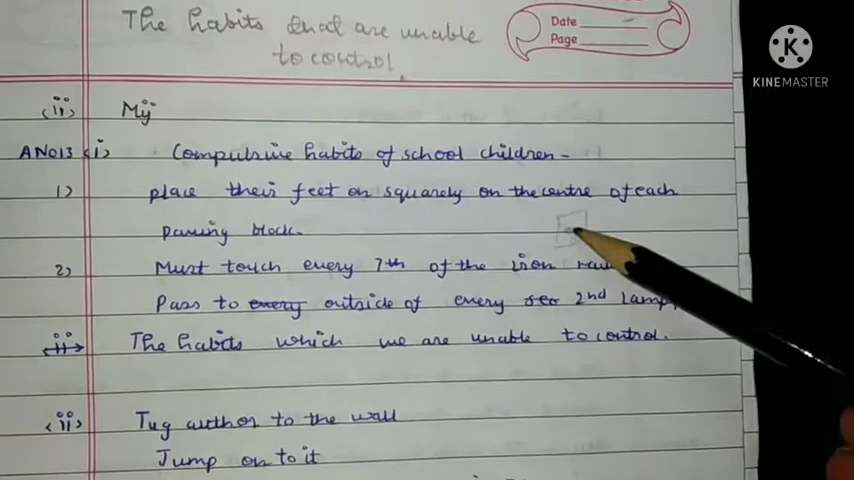 The habits that are unable
to control.
Date
Page
K
KINEMASTER
(ii) My
ANO13 (i) Compulsive habits of school children -
1) place their feet on squarely on the centre of each
paving block.
2) Must touch every 7th of the iron
Pass to every outside of every 2nd lamp,
The habits which we are unable to control.
(ii) Tug author to the wall
Jump on to it